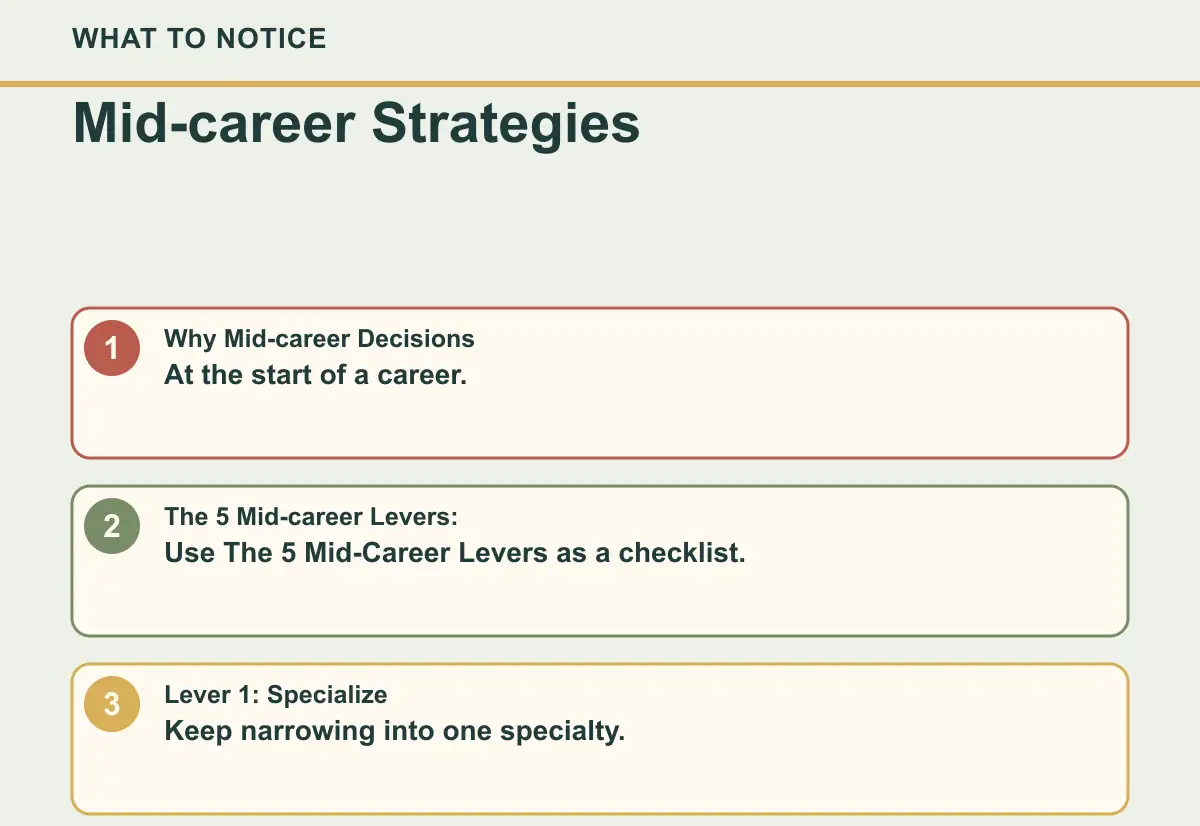 WHAT TO NOTICE
Mid-career Strategies
1
Why Mid-career Decisions
At the start of a career.
2
The 5 Mid-career Levers:
Use The 5 Mid-Career Levers as a checklist.
3
Lever 1: Specialize
Keep narrowing into one specialty.